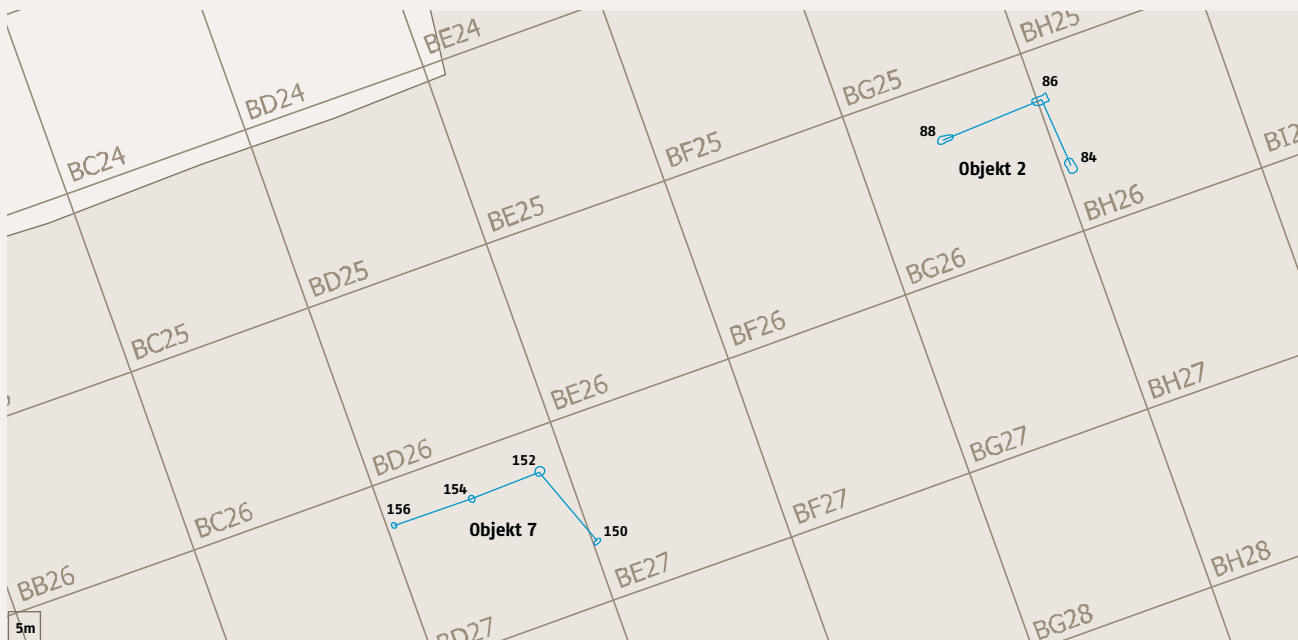 BH25
BE24
BD24
BG25
86
88
Objekt 2
84
BI2
BF25
BC24
BH26
BE25
BG26
BD25
BF26
BC25
BH27
BE26
BG27
BD26
152
154
156
Objekt 7
150
BF27
BC26
BH28
BE27
BB26
BG28
BD27
5m